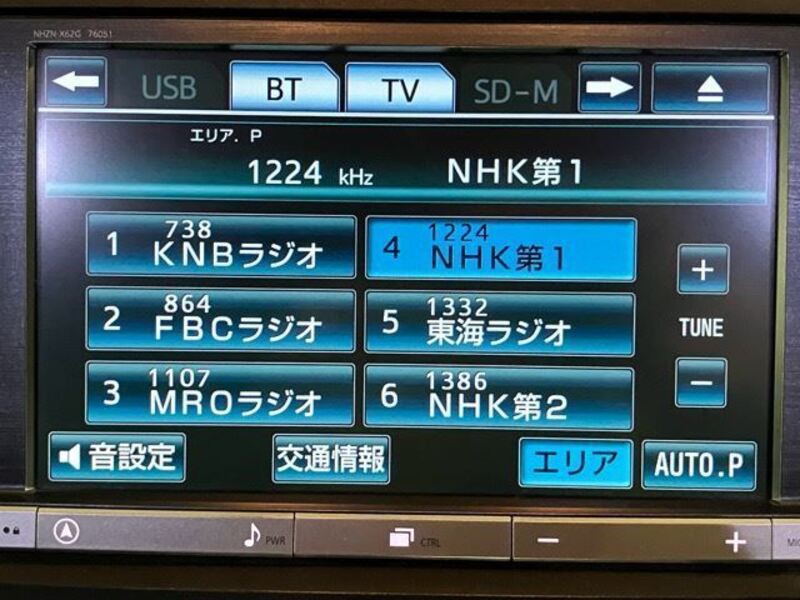 NHZN-X62G 76051
USB BT TV SD-M
エリア. P
1224 kHz NHK第1
1 738 KNBラジオ
4 1224 NHK第1
2 864 FBCラジオ
5 1332 東海ラジオ
3 1107 MROラジオ
6 1386 NHK第2
+
TUNE
−
音設定 交通情報 エリア AUTO.P
PWR CTRL − +